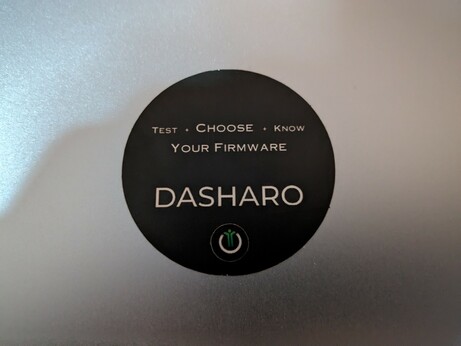 Test • Choose • Know
Your Firmware
DASHARO